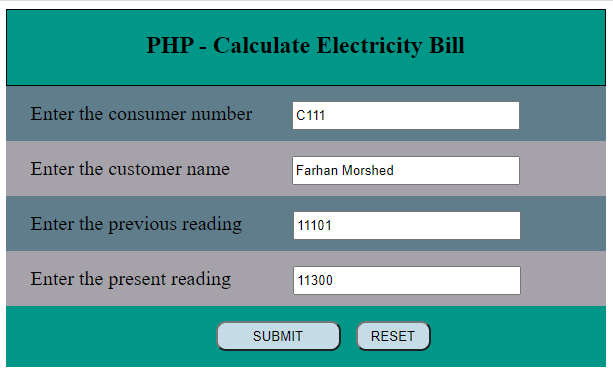 PHP - Calculate Electricity Bill
Enter the consumer number C111
Enter the customer name Farhan Morshed
Enter the previous reading 11101
Enter the present reading 11300
SUBMIT RESET